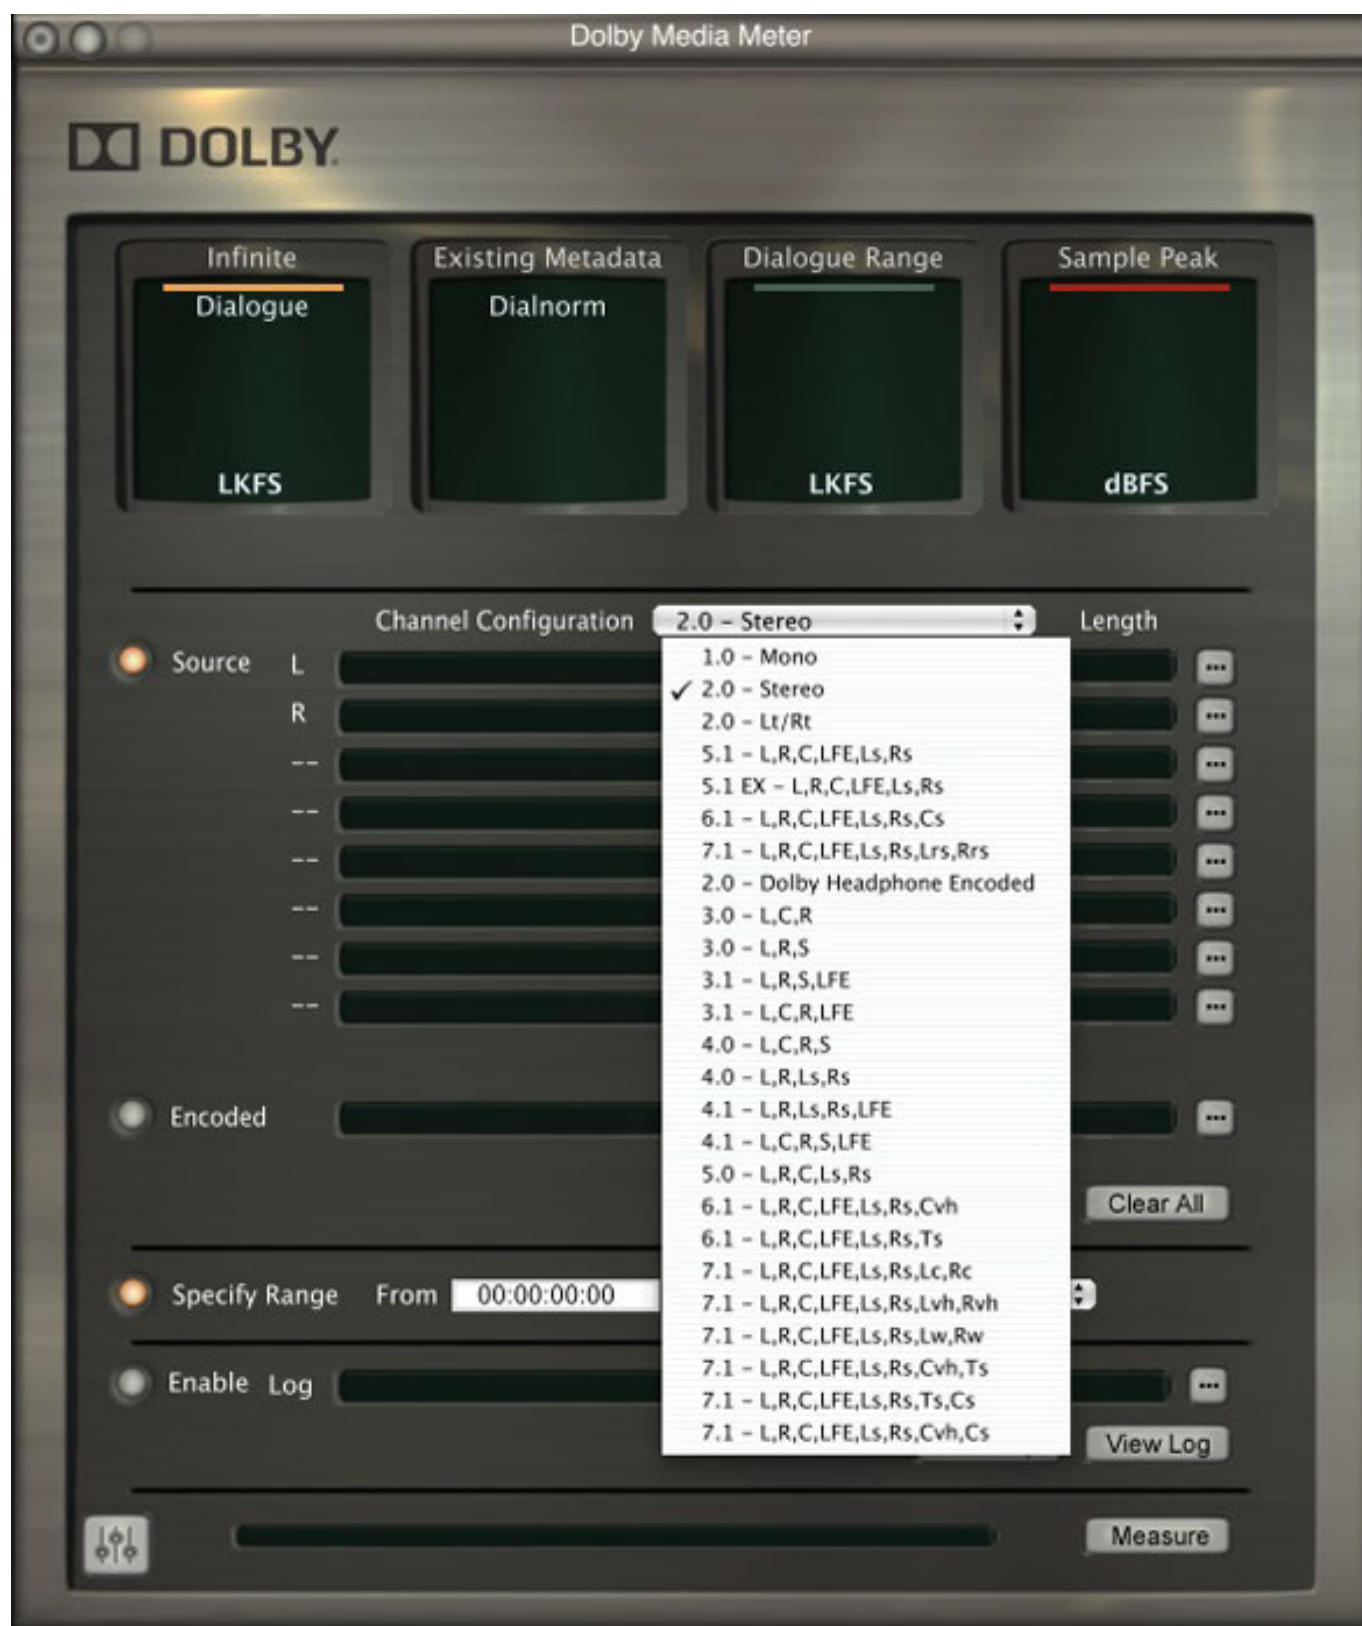 Dolby Media Meter
DOLBY
Infinite
Existing Metadata
Dialogue Range
Sample Peak
Dialogue
Dialnorm
LKFS
LKFS
dBFS
Channel Configuration
2.0 – Stereo
Length
Source
L
R
--
--
--
--
--
--
1.0 – Mono
✓ 2.0 – Stereo
2.0 – Lt/Rt
5.1 – L,R,C,LFE,Ls,Rs
5.1 EX – L,R,C,LFE,Ls,Rs
6.1 – L,R,C,LFE,Ls,Rs,Cs
7.1 – L,R,C,LFE,Ls,Rs,Lrs,Rrs
2.0 – Dolby Headphone Encoded
3.0 – L,C,R
3.0 – L,R,S
3.1 – L,R,S,LFE
3.1 – L,C,R,LFE
4.0 – L,C,R,S
4.0 – L,R,Ls,Rs
4.1 – L,R,Ls,Rs,LFE
4.1 – L,C,R,S,LFE
5.0 – L,R,C,Ls,Rs
6.1 – L,R,C,LFE,Ls,Rs,Cvh
6.1 – L,R,C,LFE,Ls,Rs,Ts
7.1 – L,R,C,LFE,Ls,Rs,Lc,Rc
7.1 – L,R,C,LFE,Ls,Rs,Lvh,Rvh
7.1 – L,R,C,LFE,Ls,Rs,Lw,Rw
7.1 – L,R,C,LFE,Ls,Rs,Cvh,Ts
7.1 – L,R,C,LFE,Ls,Rs,Ts,Cs
7.1 – L,R,C,LFE,Ls,Rs,Cvh,Cs
...
...
...
...
...
...
...
...
Encoded
...
Clear All
Specify Range
From
00:00:00:00
Enable Log
...
View Log
Measure